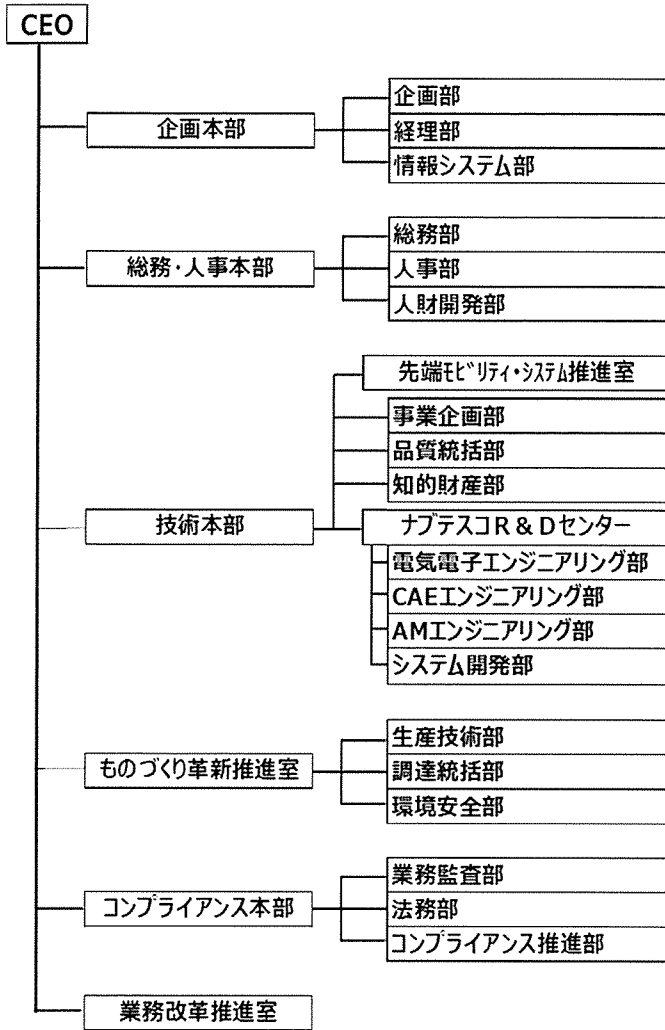 CEO
企画本部
企画部
経理部
情報システム部
総務・人事本部
総務部
人事部
人財開発部
技術本部
先端モビリティ・システム推進室
事業企画部
品質統括部
知的財産部
ナブテスコR&Dセンター
電気電子エンジニアリング部
CAEエンジニアリング部
AMエンジニアリング部
システム開発部
ものづくり革新推進室
生産技術部
調達統括部
環境安全部
コンプライアンス本部
業務監査部
法務部
コンプライアンス推進部
業務改革推進室